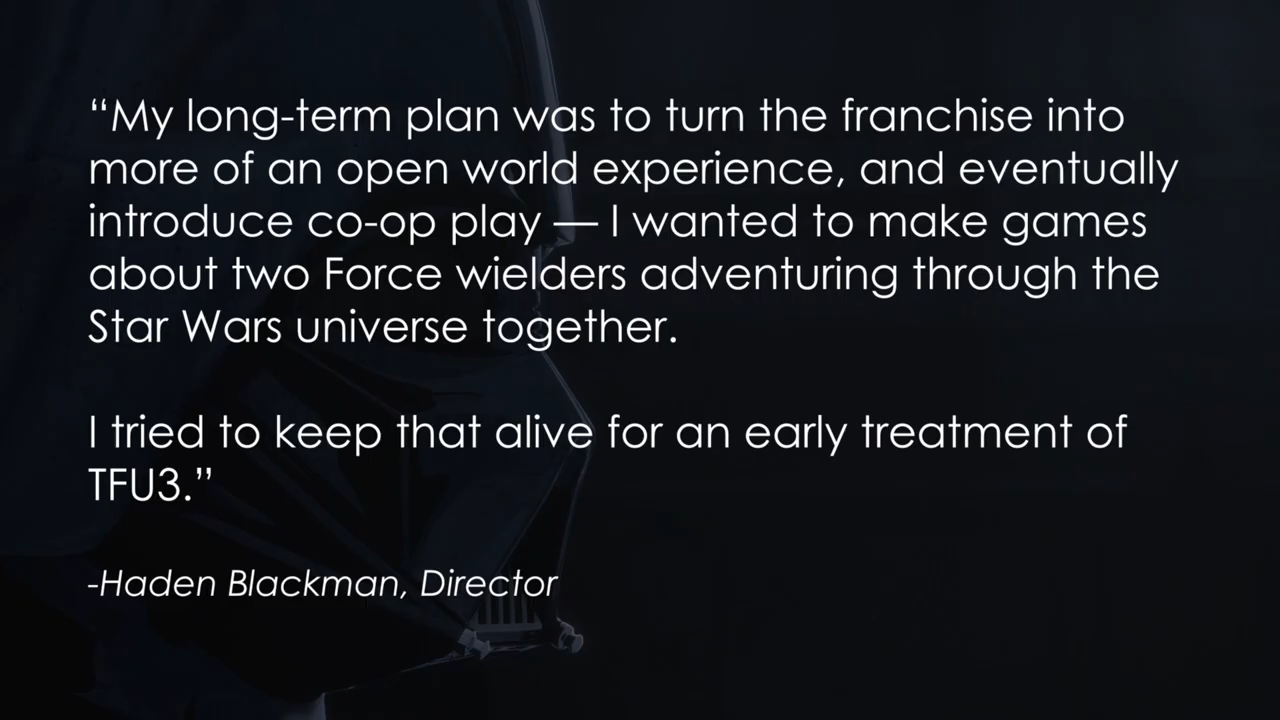 “My long-term plan was to turn the franchise into
more of an open world experience, and eventually
introduce co-op play — I wanted to make games
about two Force wielders adventuring through the
Star Wars universe together.
I tried to keep that alive for an early treatment of
TFU3.”
-Haden Blackman, Director